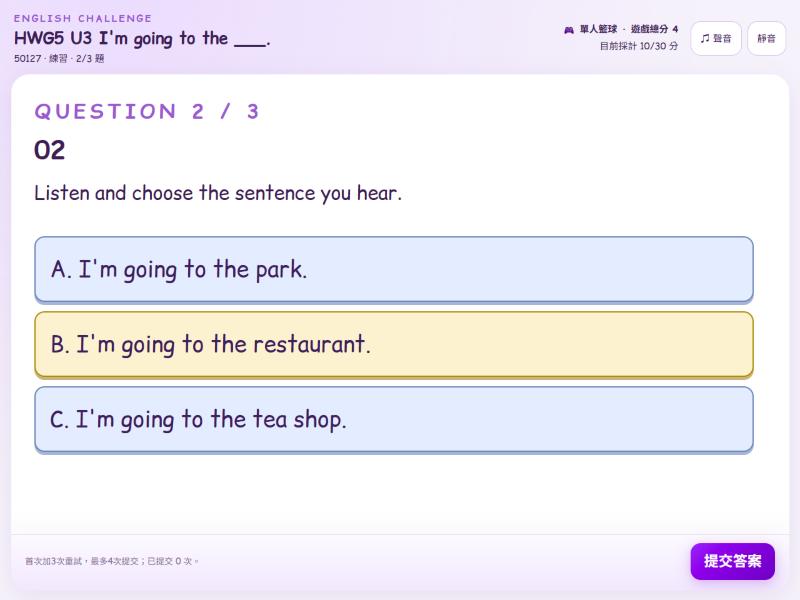 ENGLISH CHALLENGE
HWG5 U3 I'm going to the ___.
50127 · 練習 · 2/3 題
🎮 單人籃球 · 遊戲總分 4
目前採計 10/30 分
♫ 聲音
靜音
QUESTION 2 / 3
02
Listen and choose the sentence you hear.
A. I'm going to the park.
B. I'm going to the restaurant.
C. I'm going to the tea shop.
首次加3次重試，最多4次提交；已提交 0 次。
提交答案